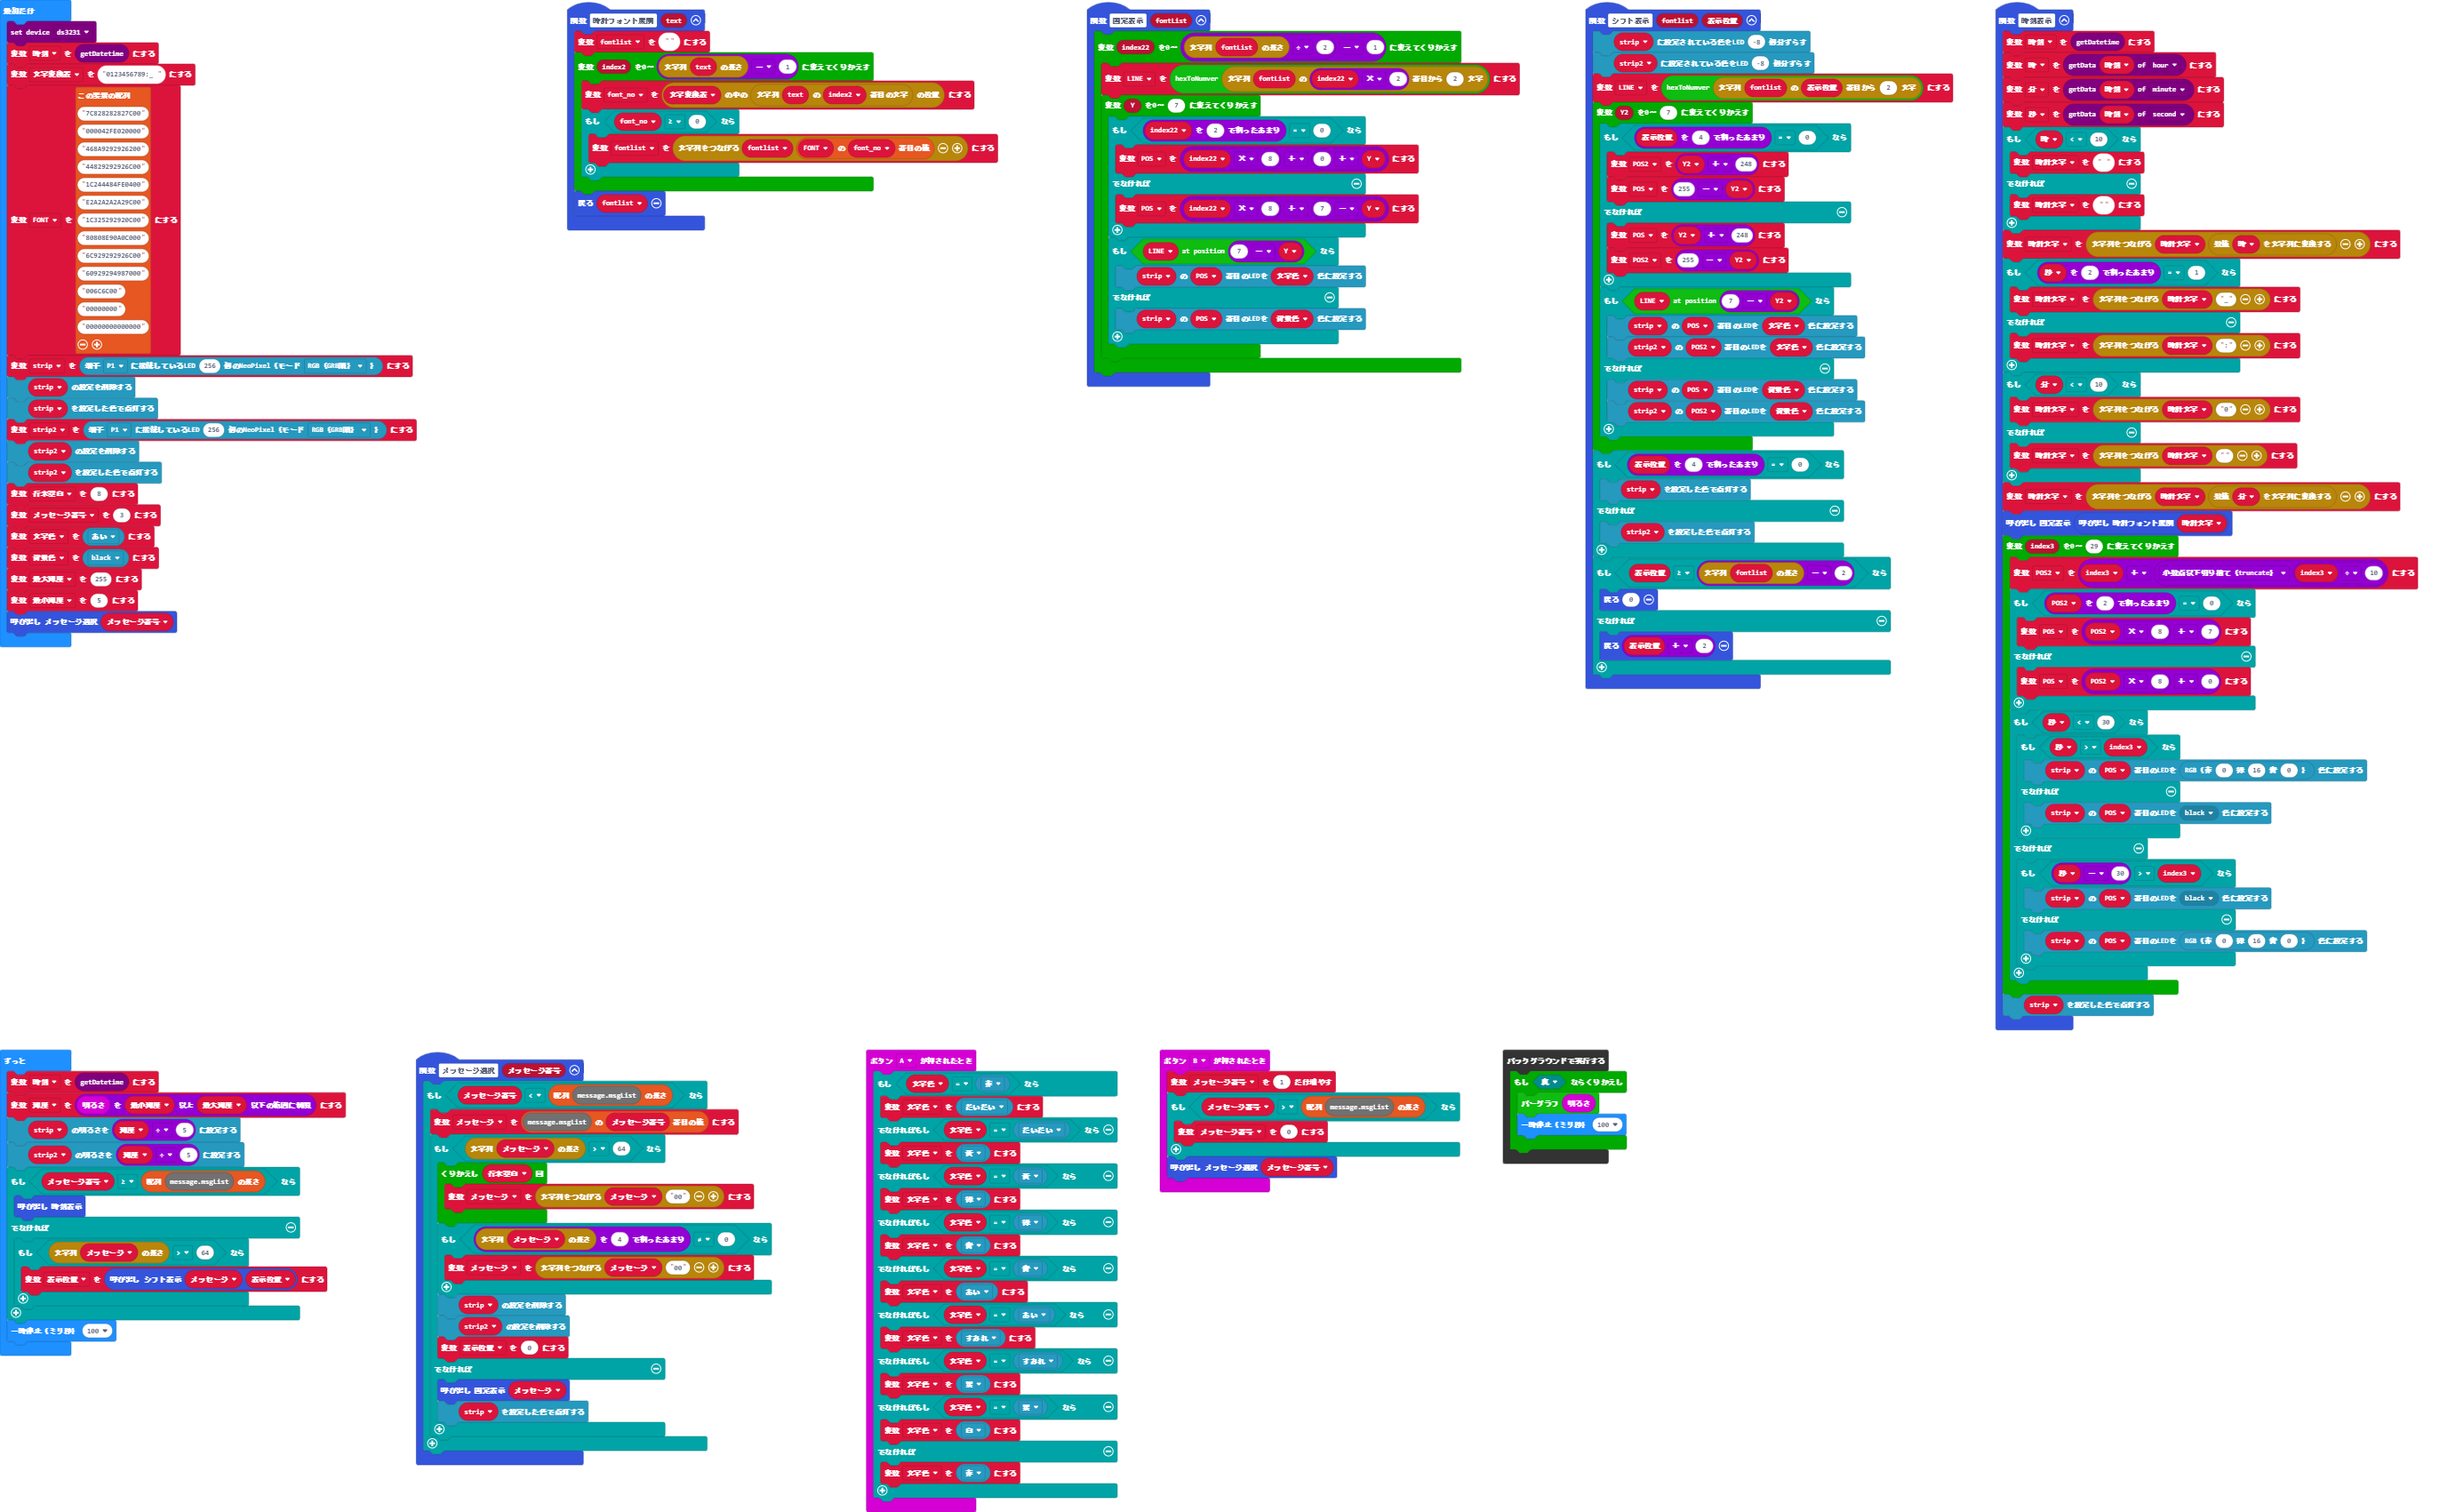 最初だけ
set device ds3231
変数 時刻 を getDatetime にする
変数 文字変換表 を "0123456789:_ " にする
この要素の配列
"7C828282827C00"
"000042FE020000"
"468A9292926200"
"44829292926C00"
"1C244484FE0400"
"E2A2A2A2A29C00"
"1C325292920C00"
"80808E90A0C000"
"6C929292926C00"
"60929294987000"
"006C6C00"
"00000000"
"00000000000000"
変数 FONT を にする
変数 strip を 端子 P1 に接続しているLED 256 個のNeoPixel(モード RGB(GRB順) ) にする
strip の設定を削除する
strip を設定した色で点灯する
変数 strip2 を 端子 P1 に接続しているLED 256 個のNeoPixel(モード RGB(GRB順) ) にする
strip2 の設定を削除する
strip2 を設定した色で点灯する
変数 行末空白 を 8 にする
変数 メッセージ番号 を 3 にする
変数 文字色 を あい にする
変数 背景色 を black にする
変数 最大輝度 を 255 にする
変数 最小輝度 を 5 にする
呼び出し メッセージ選択 メッセージ番号
関数 時計フォント展開 text
変数 fontlist を "" にする
変数 index2 を0~ 文字列 text の長さ - 1 に変えてくりかえす
変数 font_no を 文字変換表 の中の 文字列 text の index2 番目の文字 の位置 にする
もし font_no ≥ 0 なら
変数 fontlist を 文字列をつなげる fontlist FONT の font_no 番目の値 にする
戻る fontlist
関数 固定表示 fontList
変数 index22 を0~ 文字列 fontList の長さ ÷ 2 - 1 に変えてくりかえす
変数 LINE を hexToNumver 文字列 fontList の index22 × 2 番目から 2 文字 にする
変数 Y を0~ 7 に変えてくりかえす
もし index22 を 2 で割ったあまり = 0 なら
変数 POS を index22 × 8 + 0 + Y にする
でなければ
変数 POS を index22 × 8 + 7 - Y にする
もし LINE at position 7 - Y なら
strip の POS 番目のLEDを 文字色 色に設定する
でなければ
strip の POS 番目のLEDを 背景色 色に設定する
関数 シフト表示 fontlist 表示位置
strip に設定されている色をLED -8 個分ずらす
strip2 に設定されている色をLED -8 個分ずらす
変数 LINE を hexToNumver 文字列 fontlist の 表示位置 番目から 2 文字 にする
変数 Y2 を0~ 7 に変えてくりかえす
もし 表示位置 を 4 で割ったあまり = 0 なら
変数 POS2 を Y2 + 248 にする
変数 POS を 255 - Y2 にする
でなければ
変数 POS を Y2 + 248 にする
変数 POS2 を 255 - Y2 にする
もし LINE at position 7 - Y2 なら
strip の POS 番目のLEDを 文字色 色に設定する
strip2 の POS2 番目のLEDを 文字色 色に設定する
でなければ
strip の POS 番目のLEDを 背景色 色に設定する
strip2 の POS2 番目のLEDを 背景色 色に設定する
もし 表示位置 を 4 で割ったあまり = 0 なら
strip を設定した色で点灯する
でなければ
strip2 を設定した色で点灯する
もし 表示位置 ≥ 文字列 fontlist の長さ - 2 なら
戻る 0
でなければ
戻る 表示位置 + 2
関数 時刻表示
変数 時刻 を getDatetime にする
変数 時 を getData 時刻 of hour にする
変数 分 を getData 時刻 of minute にする
変数 秒 を getData 時刻 of second にする
もし 時 < 10 なら
変数 時計文字 を " " にする
でなければ
変数 時計文字 を "" にする
変数 時計文字 を 文字列をつなげる 時計文字 数値 時 を文字列に変換する にする
もし 秒 を 2 で割ったあまり = 1 なら
変数 時計文字 を 文字列をつなげる 時計文字 "_" にする
でなければ
変数 時計文字 を 文字列をつなげる 時計文字 ":" にする
もし 分 < 10 なら
変数 時計文字 を 文字列をつなげる 時計文字 "0" にする
でなければ
変数 時計文字 を 文字列をつなげる 時計文字 "" にする
変数 時計文字 を 文字列をつなげる 時計文字 数値 分 を文字列に変換する にする
呼び出し 固定表示 呼び出し 時計フォント展開 時計文字
変数 index3 を0~ 29 に変えてくりかえす
変数 POS2 を index3 + 小数点以下切り捨て(truncate) index3 ÷ 10 にする
もし POS2 を 2 で割ったあまり = 0 なら
変数 POS を POS2 × 8 + 7 にする
でなければ
変数 POS を POS2 × 8 + 0 にする
もし 秒 < 30 なら
もし 秒 > index3 なら
strip の POS 番目のLEDを RGB(赤 0 緑 16 青 0 ) 色に設定する
でなければ
strip の POS 番目のLEDを black 色に設定する
でなければ
もし 秒 - 30 > index3 なら
strip の POS 番目のLEDを black 色に設定する
でなければ
strip の POS 番目のLEDを RGB(赤 0 緑 16 青 0 ) 色に設定する
strip を設定した色で点灯する
ずっと
変数 時刻 を getDatetime にする
変数 輝度 を 明るさ を 最小輝度 以上 最大輝度 以下の範囲に制限 にする
strip の明るさを 輝度 ÷ 5 に設定する
strip2 の明るさを 輝度 ÷ 5 に設定する
もし メッセージ番号 ≥ 配列 message.msgList の長さ なら
呼び出し 時刻表示
でなければ
もし 文字列 メッセージ の長さ > 64 なら
変数 表示位置 を 呼び出し シフト表示 メッセージ 表示位置 にする
一時停止(ミリ秒) 100
関数 メッセージ選択 メッセージ番号
もし メッセージ番号 < 配列 message.msgList の長さ なら
変数 メッセージ を message.msgList の メッセージ番号 番目の値 にする
もし 文字列 メッセージ の長さ > 64 なら
くりかえし 行末空白 回
変数 メッセージ を 文字列をつなげる メッセージ "00" にする
もし 文字列 メッセージ の長さ を 4 で割ったあまり ≠ 0 なら
変数 メッセージ を 文字列をつなげる メッセージ "00" にする
strip の設定を削除する
strip2 の設定を削除する
変数 表示位置 を 0 にする
でなければ
呼び出し 固定表示 メッセージ
strip を設定した色で点灯する
ボタン A が押されたとき
もし 文字色 = 赤 なら
変数 文字色 を だいだい にする
でなければもし 文字色 = だいだい なら
変数 文字色 を 黄 にする
でなければもし 文字色 = 黄 なら
変数 文字色 を 緑 にする
でなければもし 文字色 = 緑 なら
変数 文字色 を 青 にする
でなければもし 文字色 = 青 なら
変数 文字色 を あい にする
でなければもし 文字色 = あい なら
変数 文字色 を すみれ にする
でなければもし 文字色 = すみれ なら
変数 文字色 を 紫 にする
でなければもし 文字色 = 紫 なら
変数 文字色 を 白 にする
でなければ
変数 文字色 を 赤 にする
ボタン B が押されたとき
変数 メッセージ番号 を 1 だけ増やす
もし メッセージ番号 > 配列 message.msgList の長さ なら
変数 メッセージ番号 を 0 にする
呼び出し メッセージ選択 メッセージ番号
バックグラウンドで実行する
もし 真 ならくりかえし
バーグラフ 明るさ
一時停止(ミリ秒) 100